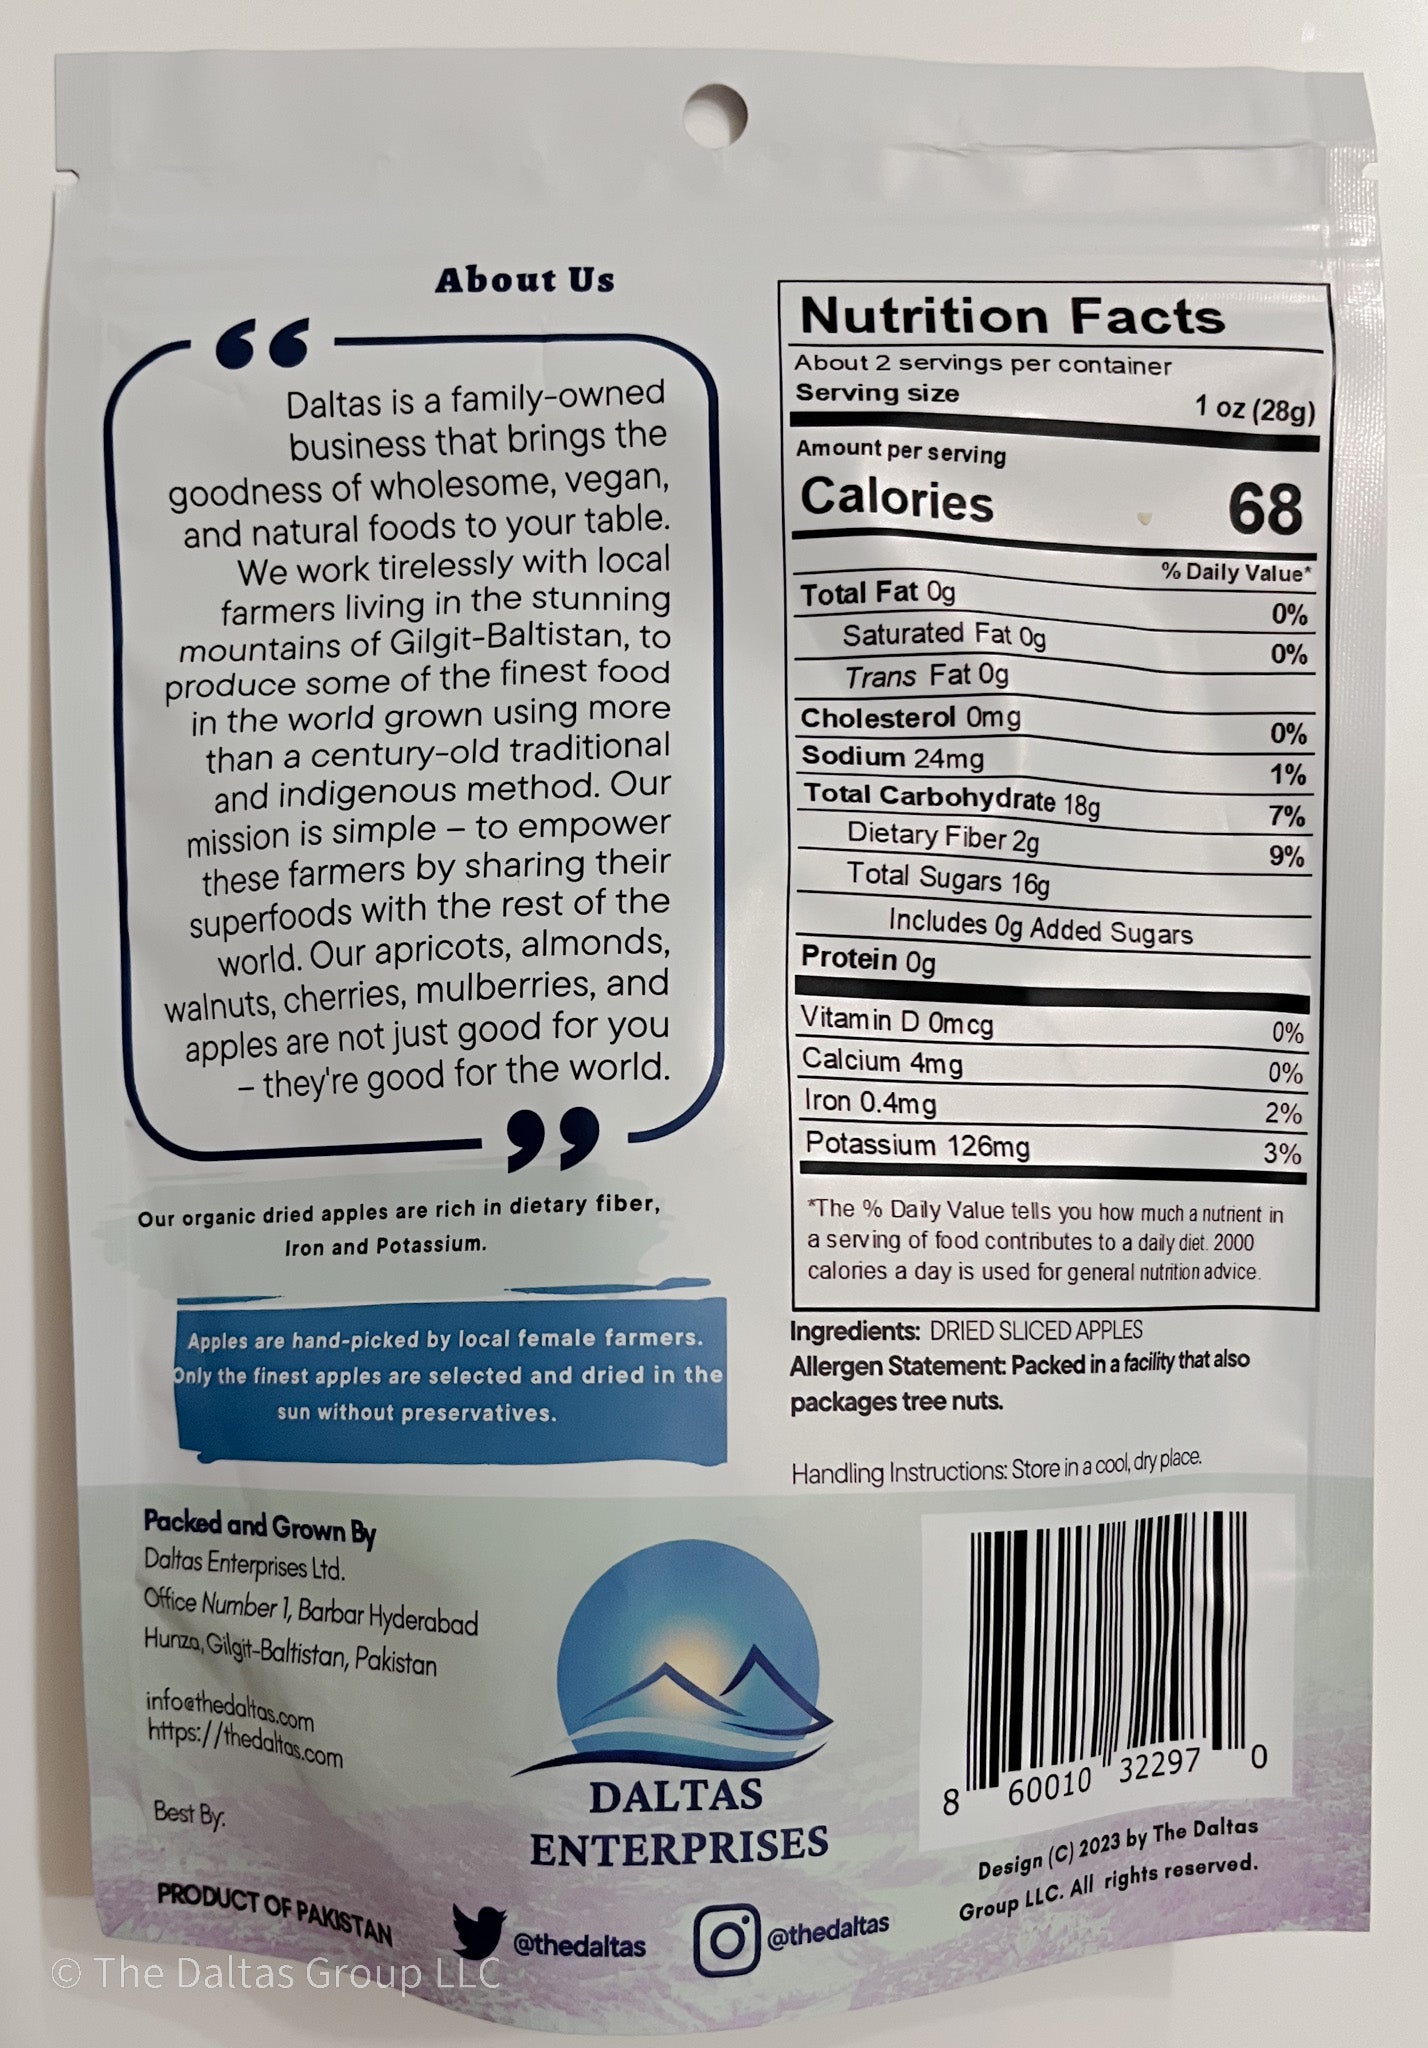 About Us
“
Daltas is a family-owned
business that brings the
goodness of wholesome, vegan,
and natural foods to your table.
We work tirelessly with local
farmers living in the stunning
mountains of Gilgit-Baltistan, to
produce some of the finest food
in the world grown using more
than a century-old traditional
and indigenous method. Our
mission is simple – to empower
these farmers by sharing their
superfoods with the rest of the
world. Our apricots, almonds,
walnuts, cherries, mulberries, and
apples are not just good for you
– they're good for the world.
”
Our organic dried apples are rich in dietary fiber,
Iron and Potassium.
Apples are hand-picked by local female farmers.
Only the finest apples are selected and dried in the
sun without preservatives.
Nutrition Facts
About 2 servings per container
Serving size 1 oz (28g)
Amount per serving
Calories 68
% Daily Value*
Total Fat 0g 0%
Saturated Fat 0g 0%
Trans Fat 0g
Cholesterol 0mg 0%
Sodium 24mg 1%
Total Carbohydrate 18g 7%
Dietary Fiber 2g 9%
Total Sugars 16g
Includes 0g Added Sugars
Protein 0g
Vitamin D 0mcg 0%
Calcium 4mg 0%
Iron 0.4mg 2%
Potassium 126mg 3%
*The % Daily Value tells you how much a nutrient in
a serving of food contributes to a daily diet. 2000
calories a day is used for general nutrition advice.
Ingredients: DRIED SLICED APPLES
Allergen Statement: Packed in a facility that also
packages tree nuts.
Handling Instructions: Store in a cool, dry place.
Packed and Grown By
Daltas Enterprises Ltd.
Office Number 1, Barbar Hyderabad
Hunza, Gilgit-Baltistan, Pakistan
info@thedaltas.com
https://thedaltas.com
Best By:
PRODUCT OF PAKISTAN
DALTAS
ENTERPRISES
@thedaltas
@thedaltas
8 60010 32297 0
Design (C) 2023 by The Daltas
Group LLC. All rights reserved.
© The Daltas Group LLC